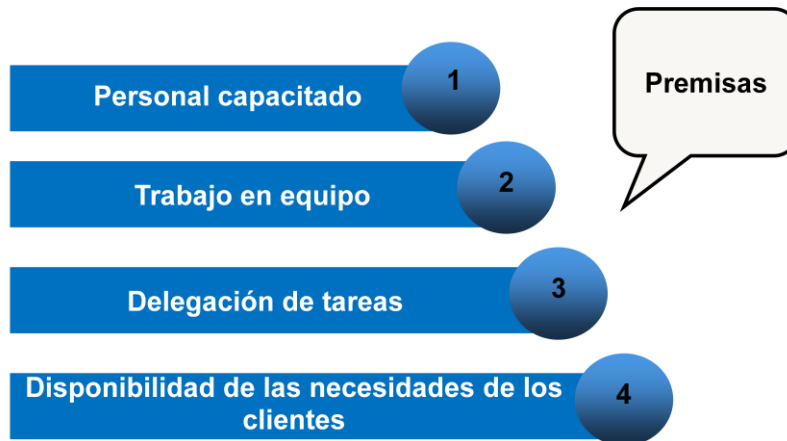 Premisas
Personal capacitado
1
Trabajo en equipo
2
Delegación de tareas
3
Disponibilidad de las necesidades de los
clientes
4